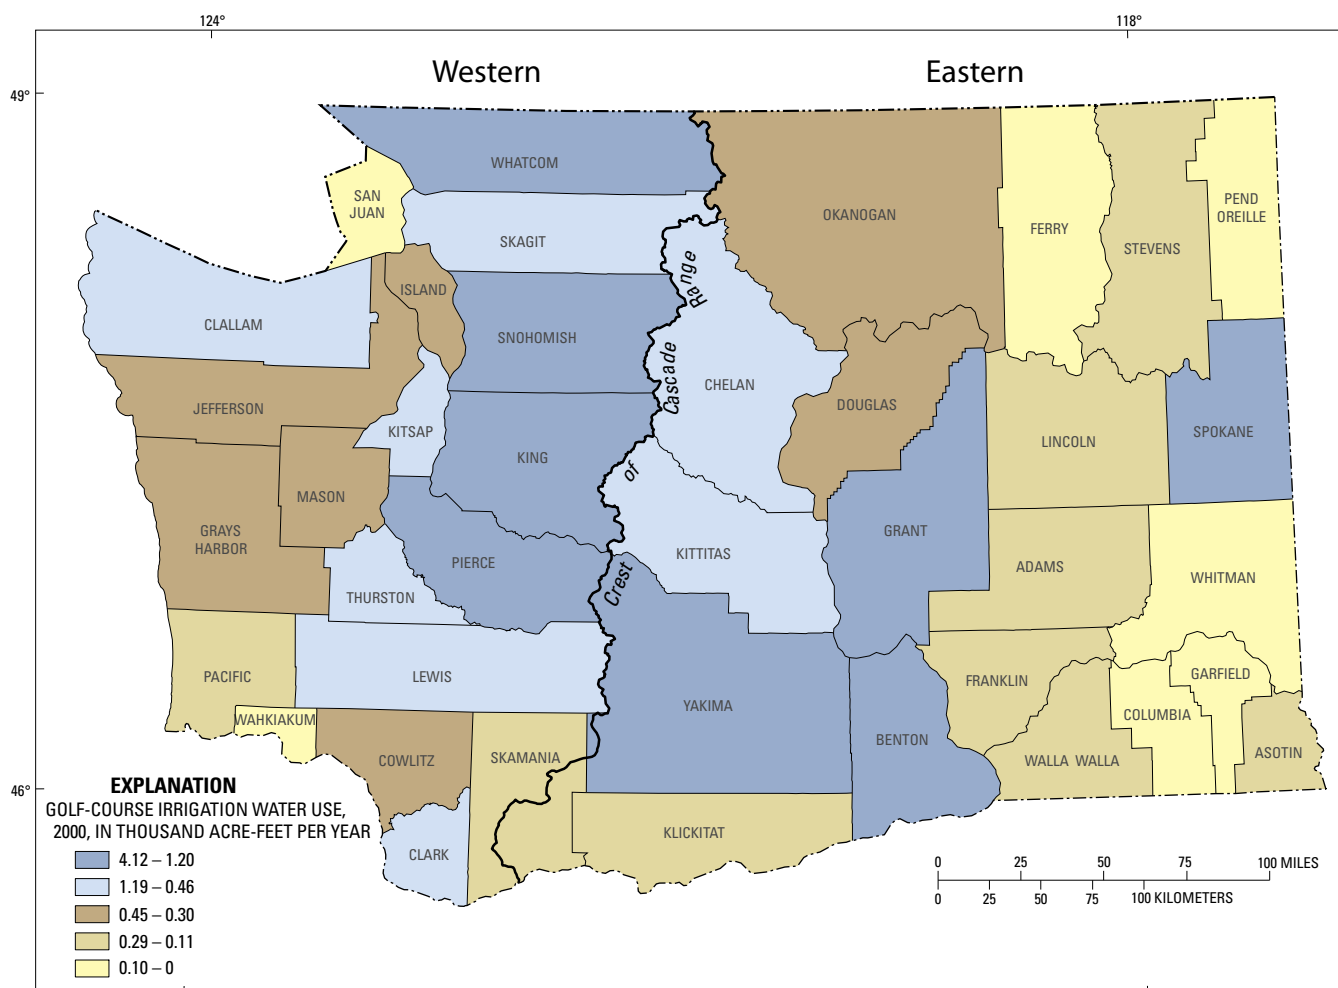 124°
118°
49°
Western
Eastern
WHATCOM
SAN
JUAN
SKAGIT
OKANOGAN
FERRY
STEVENS
PEND
OREILLE
ISLAND
CLALLAM
SNOHOMISH
Crest of Cascade Range
CHELAN
JEFFERSON
KITSAP
DOUGLAS
LINCOLN
SPOKANE
KING
MASON
GRAYS
HARBOR
GRANT
KITTITAS
PIERCE
ADAMS
WHITMAN
THURSTON
PACIFIC
LEWIS
YAKIMA
FRANKLIN
GARFIELD
COLUMBIA
WAHKIAKUM
BENTON
COWLITZ
SKAMANIA
WALLA WALLA
ASOTIN
46°
KLICKITAT
CLARK
EXPLANATION
GOLF-COURSE IRRIGATION WATER USE,
2000, IN THOUSAND ACRE-FEET PER YEAR
4.12 – 1.20
1.19 – 0.46
0.45 – 0.30
0.29 – 0.11
0.10 – 0
0 25 50 75 100 MILES
0 25 50 75 100 KILOMETERS